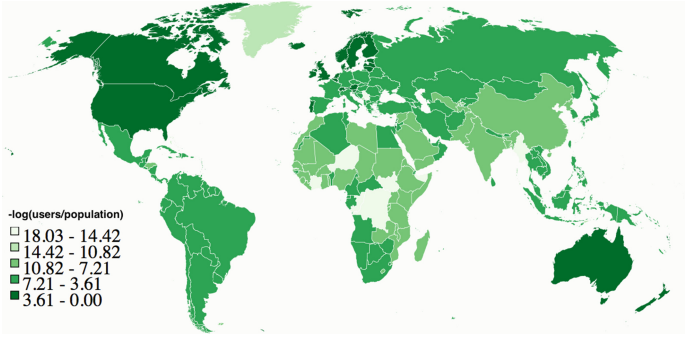 -log(users/population)
18.03 - 14.42
14.42 - 10.82
10.82 - 7.21
7.21 - 3.61
3.61 - 0.00